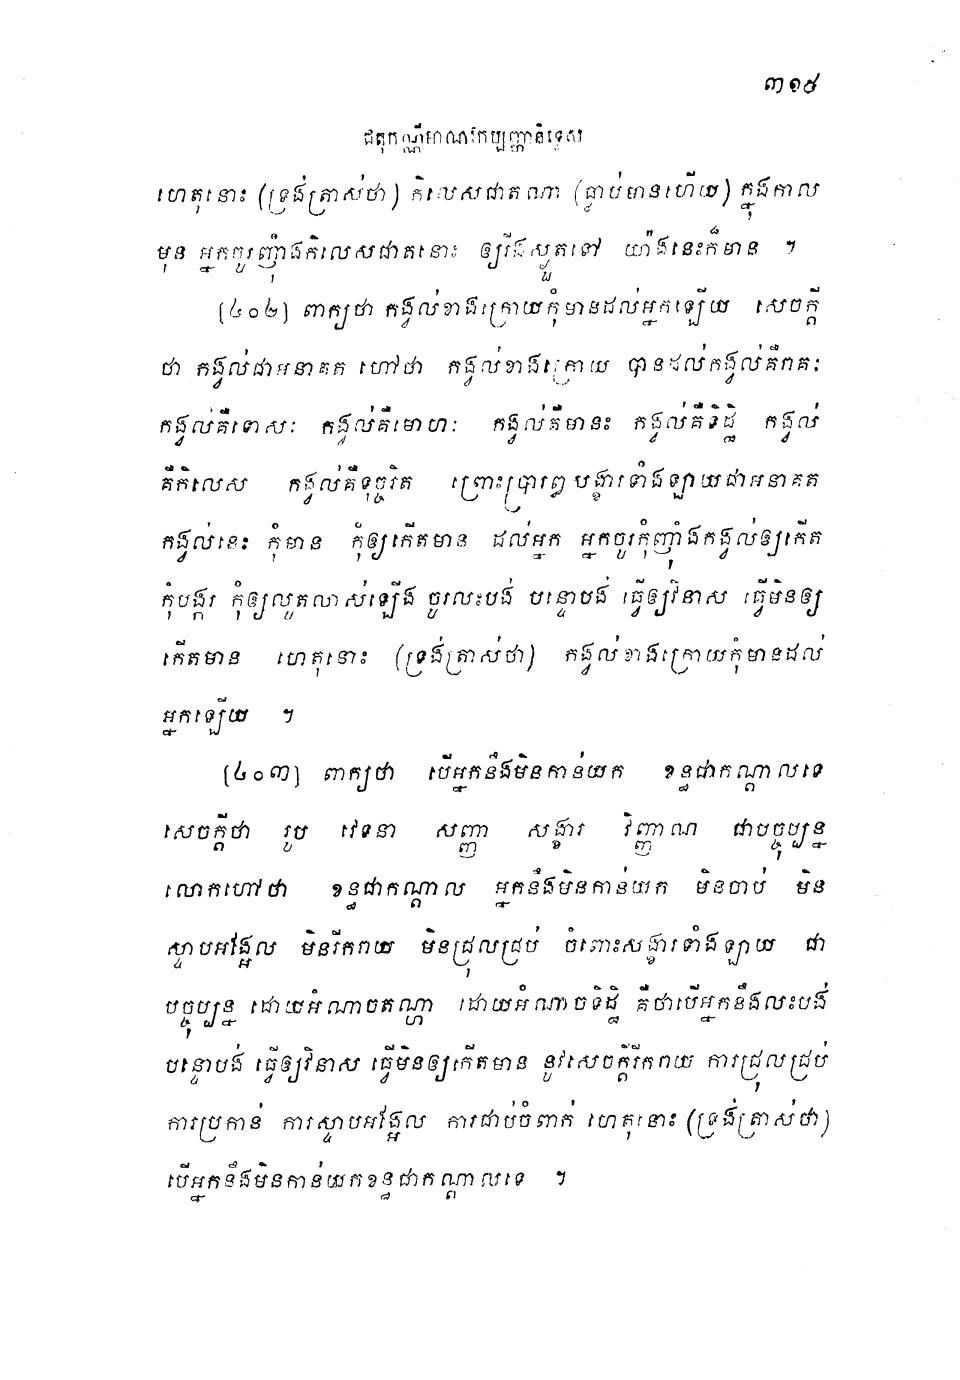 ៣១៥
ជតុកណ្ណីមាណវកប្បញ្ហានិទ្ទេស
ហេតុនោះ (ទ្រង់ត្រាស់ថា) កិលេសជាតណា (ធ្លាប់មានហើយ) ក្នុងកាល
មុន អ្នកចូរញ៉ាំងកិលេសជាតនោះ ឲ្យរីងស្ងួតទៅ យ៉ាងនេះក៏មាន ។
[៤០២] ពាក្យថា កង្វល់ខាងក្រោយកុំមានដល់អ្នកឡើយ សេចក្តី
ថា កង្វល់ជាអនាគត ហៅថា កង្វល់ខាងក្រោយ បានដល់កង្វល់គឺរាគៈ
កង្វល់គឺទោសៈ កង្វល់គឺមោហៈ កង្វល់គឺមានះ កង្វល់គឺទិដ្ឋិ កង្វល់
គឺកិលេស កង្វល់គឺទុច្ចរិត ព្រោះប្រារព្ធសង្ខារទាំងឡាយជាអនាគត
កង្វល់នេះ កុំមាន កុំឲ្យកើតមាន ដល់អ្នក អ្នកចូរកុំញ៉ាំងកង្វល់ឲ្យកើត
កុំបង្ករ កុំឲ្យលួតលាស់ឡើង ចូរលះបង់ បន្ទោបង់ ធ្វើឲ្យវិនាស ធ្វើមិនឲ្យ
កើតមាន ហេតុនោះ (ទ្រង់ត្រាស់ថា) កង្វល់ខាងក្រោយកុំមានដល់
អ្នកឡើយ ។
[៤០៣] ពាក្យថា បើអ្នកនឹងមិនកាន់យក ខន្ធជាកណ្តាលទេ
សេចក្តីថា រូប វេទនា សញ្ញា សង្ខារ វិញ្ញាណ ជាបច្ចុប្បន្ន
លោកហៅថា ខន្ធជាកណ្តាល អ្នកនឹងមិនកាន់យក មិនចាប់ មិន
ស្ទាបអង្អែល មិនរីករាយ មិនជ្រុលជ្រប់ ចំពោះសង្ខារទាំងឡាយ ជា
បច្ចុប្បន្ន ដោយអំណាចតណ្ហា ដោយអំណាចទិដ្ឋិ គឺថាបើអ្នកនឹងលះបង់
បន្ទោបង់ ធ្វើឲ្យវិនាស ធ្វើមិនឲ្យកើតមាន នូវសេចក្តីរីករាយ ការជ្រុលជ្រប់
ការប្រកាន់ ការស្ទាបអង្អែល ការជាប់ចំពាក់ ហេតុនោះ (ទ្រង់ត្រាស់ថា)
បើអ្នកនឹងមិនកាន់យកខន្ធជាកណ្តាលទេ ។